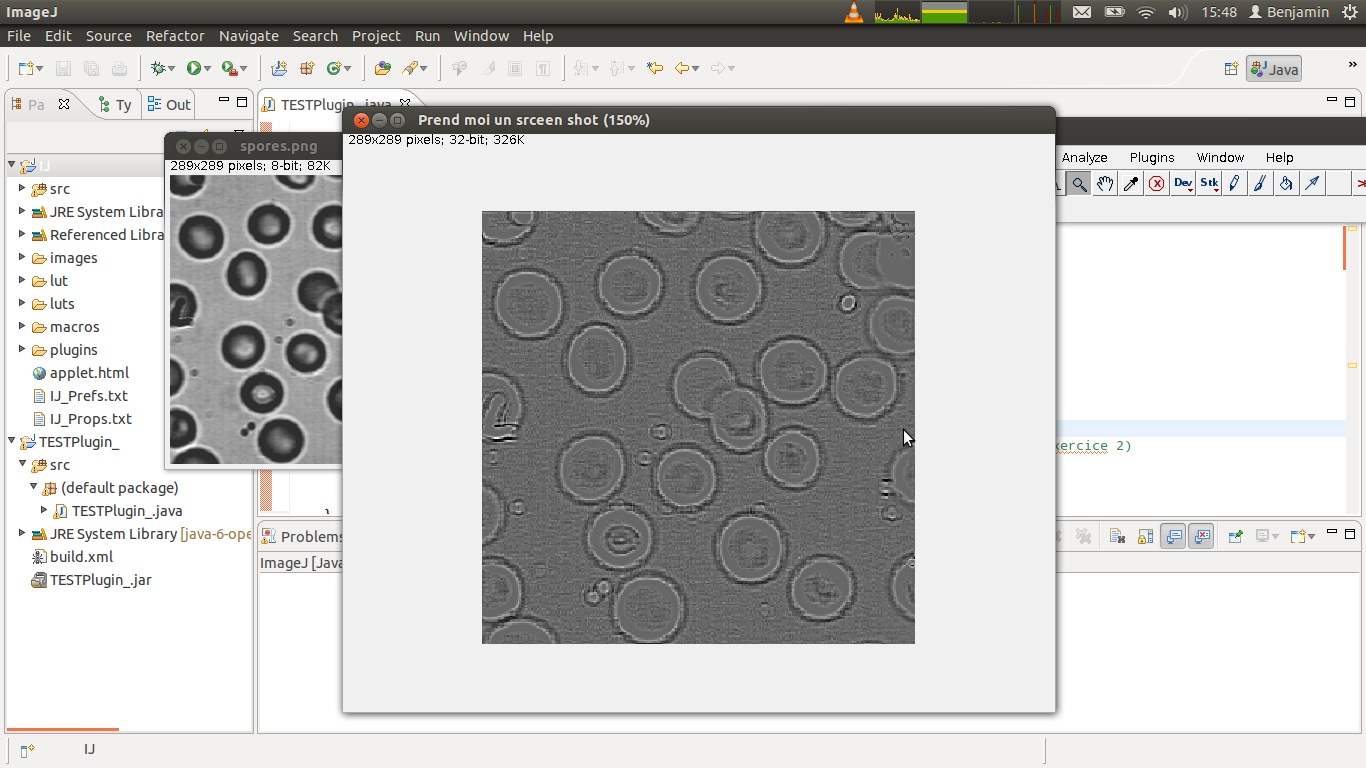 ImageJ
15:48 Benjamin
File Edit Source Refactor Navigate Search Project Run Window Help
Java
Pa Ty Out
TESTPlugin_.java
Prend moi un srceen shot (150%)
289x289 pixels; 32-bit; 326K
spores.png
289x289 pixels; 8-bit; 82K
Analyze Plugins Window Help
Dev Stk
IJ
src
JRE System Libra
Referenced Libra
images
lut
luts
macros
plugins
applet.html
IJ_Prefs.txt
IJ_Props.txt
TESTPlugin_
src
(default package)
TESTPlugin_.java
JRE System Library [java-6-ope
build.xml
TESTPlugin_.jar
xercice 2)
}
Problems
ImageJ [Java
IJ